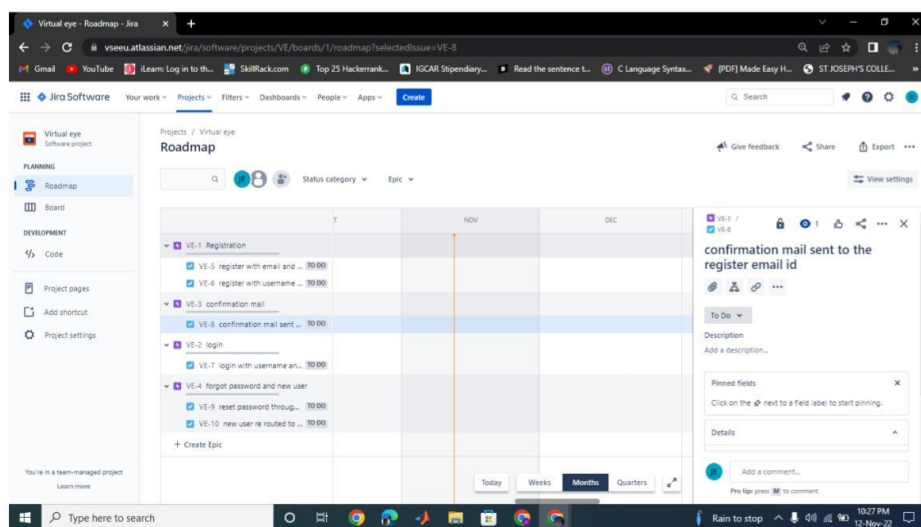 Virtual eye - Roadmap - Jira
vseeu.atlassian.net/jira/software/projects/VE/boards/1/roadmap?selectedIssue=VE-8
Gmail YouTube iLearn: Log in to th... SkillRack.com Top 25 Hackerrank... IGCAR Stipendiary... Read the sentence t... C Language Syntax... [PDF] Made Easy H... ST JOSEPH'S COLLE... »
Jira Software Your work Projects Filters Dashboards People Apps Create Search
Virtual eye
Software project
PLANNING
Roadmap
Board
DEVELOPMENT
Code
Project pages
Add shortcut
Project settings
You're in a team-managed project
Learn more
Projects / Virtual eye
Roadmap
Give feedback Share Export
Status category Epic View settings
T NOV DEC
VE-1 Registration
VE-5 register with email and ... TO DO
VE-6 register with username ... TO DO
VE-3 confirmation mail
VE-8 confirmation mail sent ... TO DO
VE-2 login
VE-7 login with username an... TO DO
VE-4 forgot password and new user
VE-9 reset password throug... TO DO
VE-10 new user re routed to ... TO DO
+ Create Epic
Today Weeks Months Quarters
VE-3 /
VE-8
1
confirmation mail sent to the
register email id
To Do
Description
Add a description...
Pinned fields
Click on the next to a field label to start pinning.
Details
Add a comment...
Pro tip: press M to comment
Type here to search
Rain to stop
10:27 PM
12-Nov-22